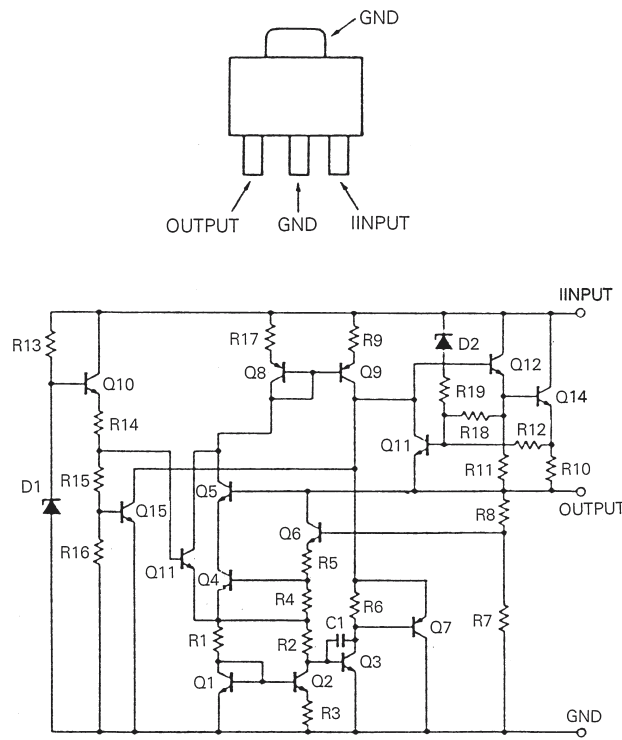 GND
OUTPUT GND IINPUT
IINPUT
R13 R17 R9 D2
Q10 Q8 Q9 Q12
R19 Q14
R14 R18 R12
Q11
R15 R11 R10
D1 Q5
Q15 OUTPUT
Q6 R8
R16 R5
Q11 Q4
R4 R6
C1 Q7 R7
R1 R2
Q3
Q1 Q2
R3 GND